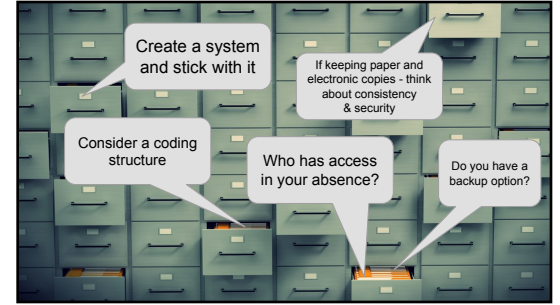 Create a system
and stick with it
If keeping paper and
electronic copies - think
about consistency
& security
Consider a coding
structure
Who has access
in your absence?
Do you have a
backup option?